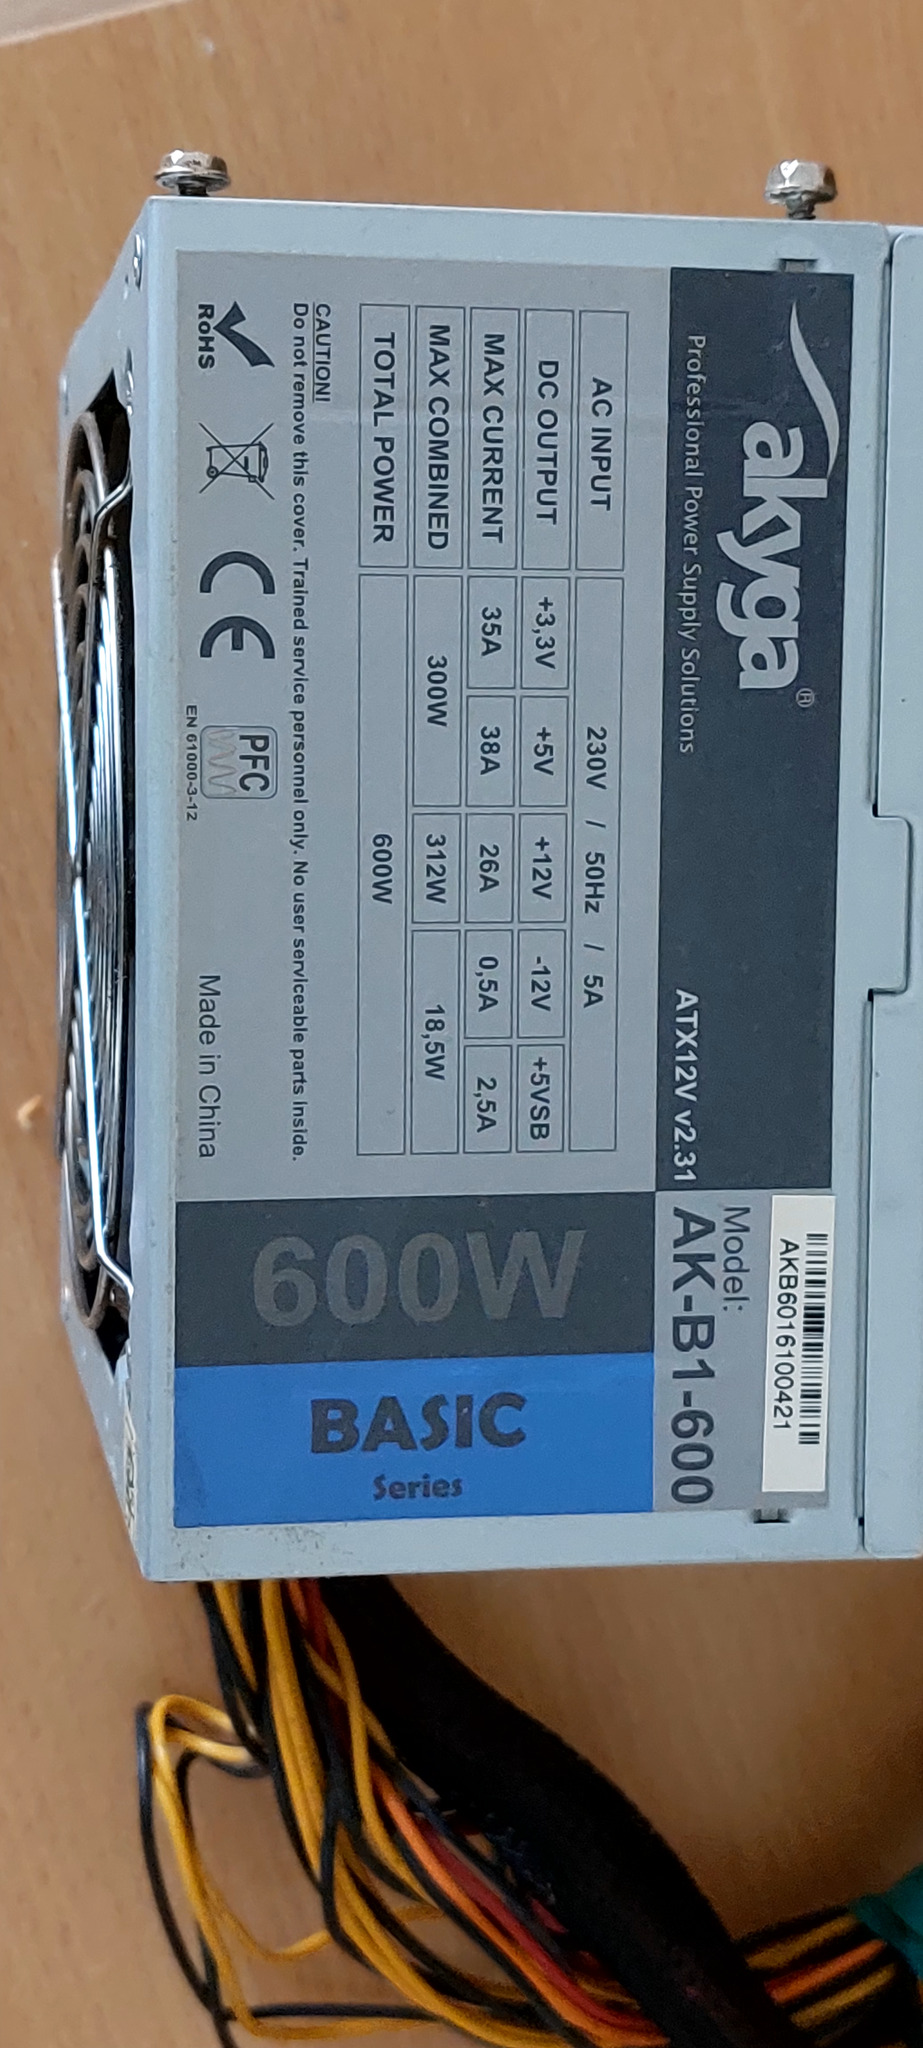 akyga®
Professional Power Supply Solutions
ATX12V v2.31
AKB6016100421
Model:
AK-B1-600
AC INPUT 230V / 50Hz / 5A
DC OUTPUT +3,3V +5V +12V -12V +5VSB
MAX CURRENT 35A 38A 26A 0,5A 2,5A
MAX COMBINED 300W 312W 18,5W
TOTAL POWER 600W
CAUTION!
Do not remove this cover. Trained service personnel only. No user serviceable parts inside.
RoHS
CE
PFC
EN 61000-3-12
Made in China
600W
BASIC
Series